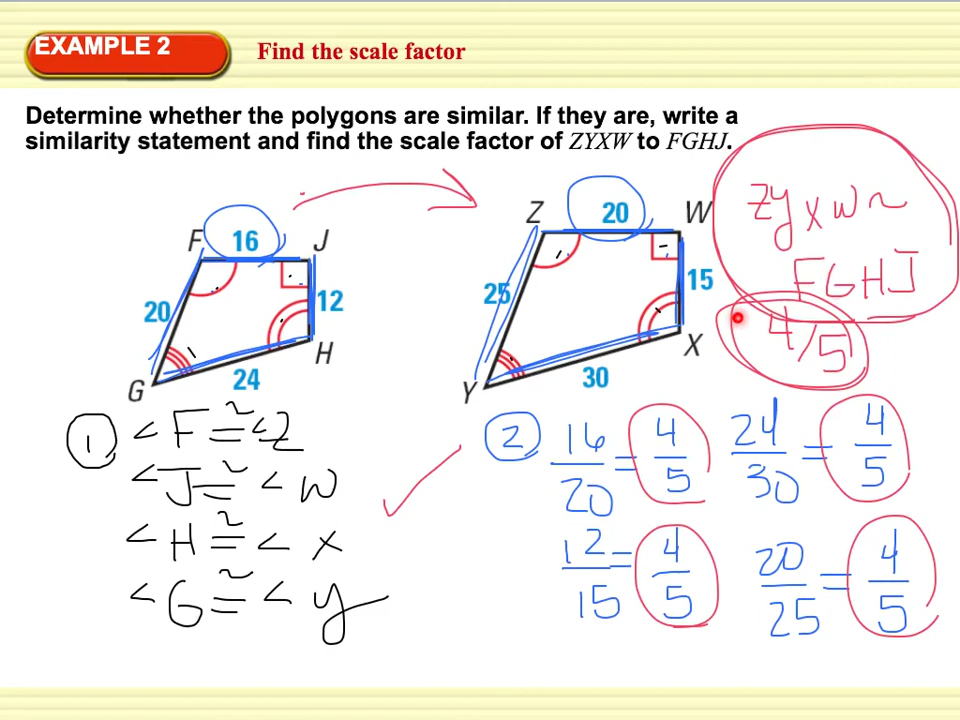 EXAMPLE 2
Find the scale factor
Determine whether the polygons are similar. If they are, write a
similarity statement and find the scale factor of ZYXW to FGHJ.
F 16 J
20 12
G 24 H
Z 20 W
25 15
Y 30 X
ZYXW ~
FGHJ
4/5
① <F ≅ <Z
<J ≅ <W
<H ≅ <X
<G ≅ <Y
② 16/20 = 4/5 24/30 = 4/5
12/15 = 4/5 20/25 = 4/5